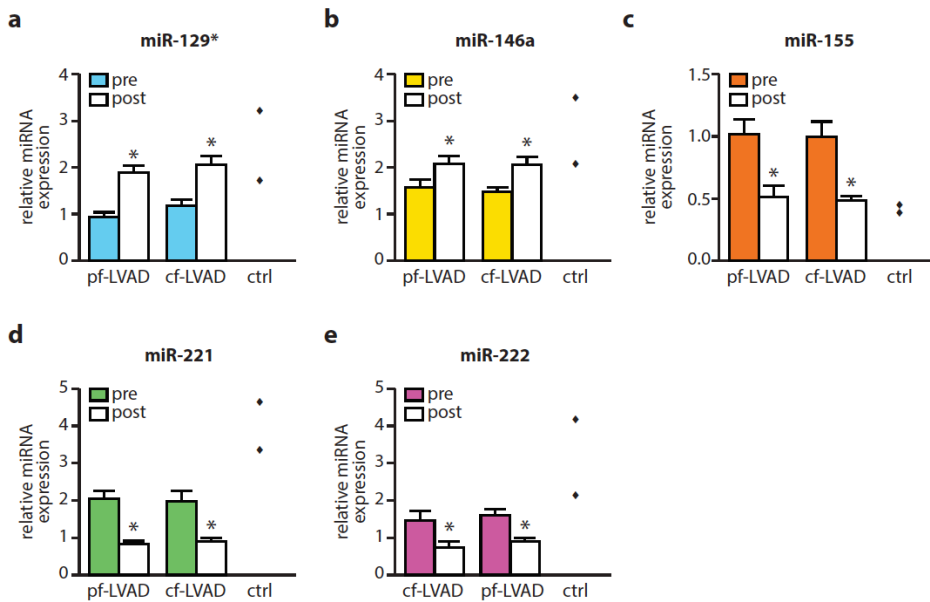 a
miR-129*
relative miRNA
expression
4
3
2
1
0
pre
post
*
*
pf-LVAD cf-LVAD ctrl
b
miR-146a
relative miRNA
expression
4
3
2
1
0
pre
post
*
*
pf-LVAD cf-LVAD ctrl
c
miR-155
relative miRNA
expression
1.5
1.0
0.5
0.0
pre
post
*
*
pf-LVAD cf-LVAD ctrl
d
miR-221
relative miRNA
expression
5
4
3
2
1
0
pre
post
*
*
pf-LVAD cf-LVAD ctrl
e
miR-222
relative miRNA
expression
5
4
3
2
1
0
pre
post
*
*
cf-LVAD pf-LVAD ctrl